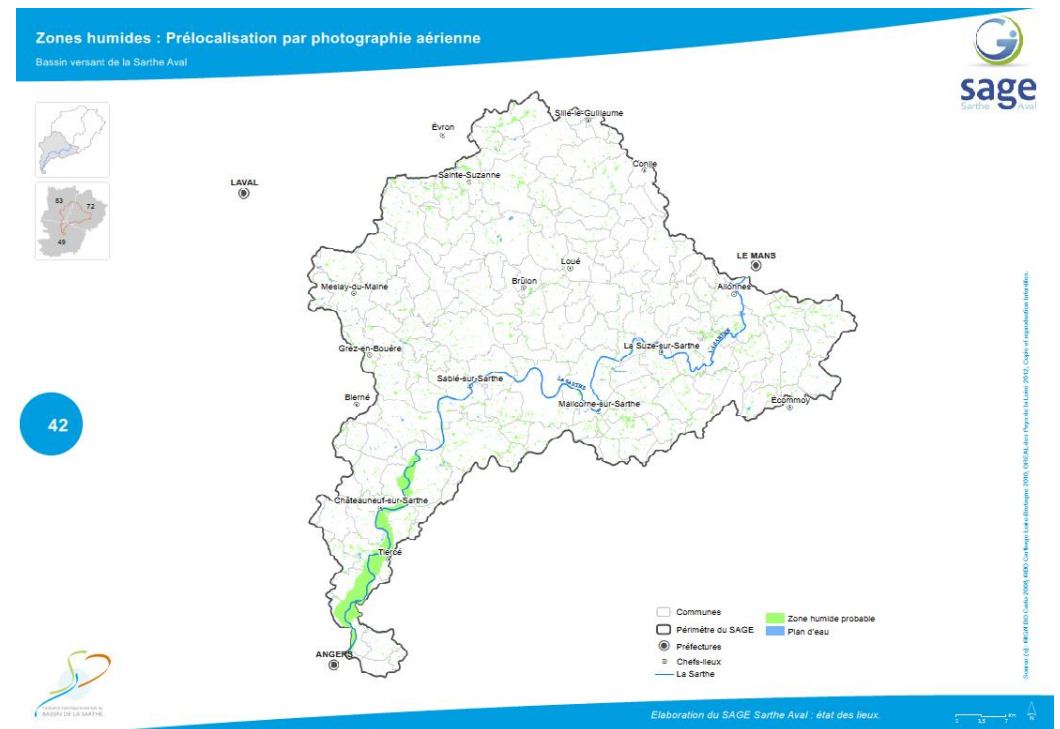 Zones humides : Prélocalisation par photographie aérienne
Bassin versant de la Sarthe Aval
sage
Sarthe Aval
53
72
49
Évron
Sillé-le-Guillaume
Conlie
Sainte-Suzanne
LAVAL
LE MANS
Loué
Brûlon
Allonnes
Meslay-du-Maine
Grez-en-Bouère
La Suze-sur-Sarthe
LA SARTHE
Sablé-sur-Sarthe
LA SARTHE
Malicorne-sur-Sarthe
Ecommoy
Bierné
42
Châteauneuf-sur-Sarthe
Tiercé
ANGERS
Communes
Périmètre du SAGE
Préfectures
Chefs-lieux
La Sarthe
Zone humide probable
Plan d'eau
BASSIN DE LA SARTHE
Elaboration du SAGE Sarthe Aval : état des lieux.
Km
N